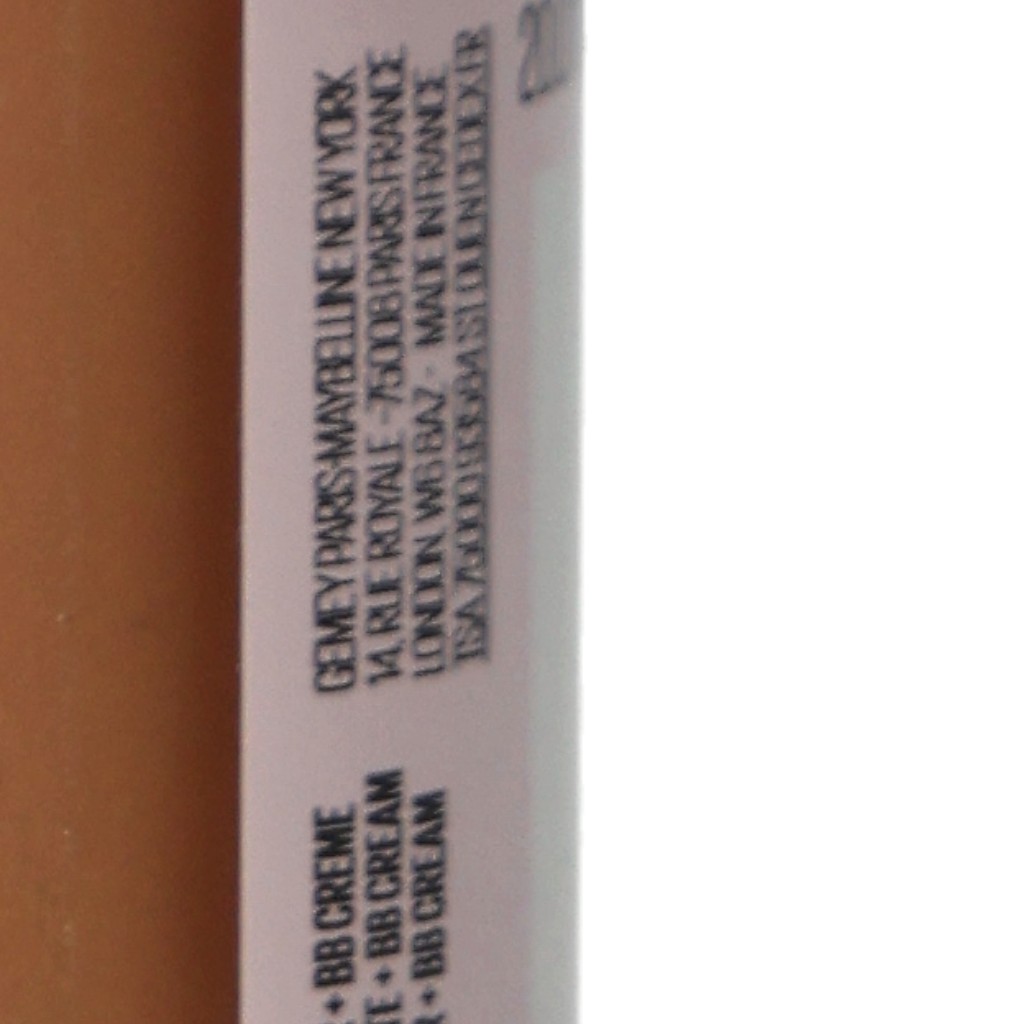 GEMEY PARIS-MAYBELLINE NEW YORK
14, RUE ROYALE - 75008 PARIS FRANCE
LONDON, W6 8AZ - MADE IN FRANCE
+ BB CREME
+ BB CREAM
+ BB CREAM